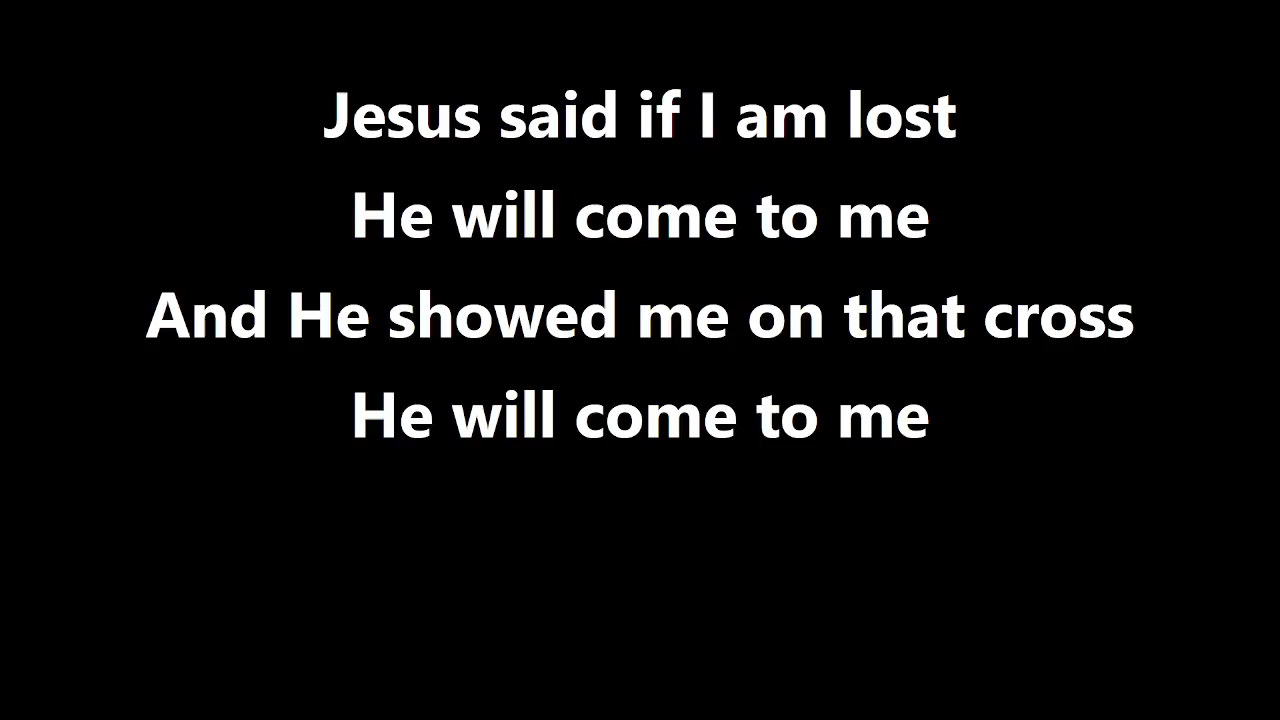 Jesus said if I am lost
He will come to me
And He showed me on that cross
He will come to me